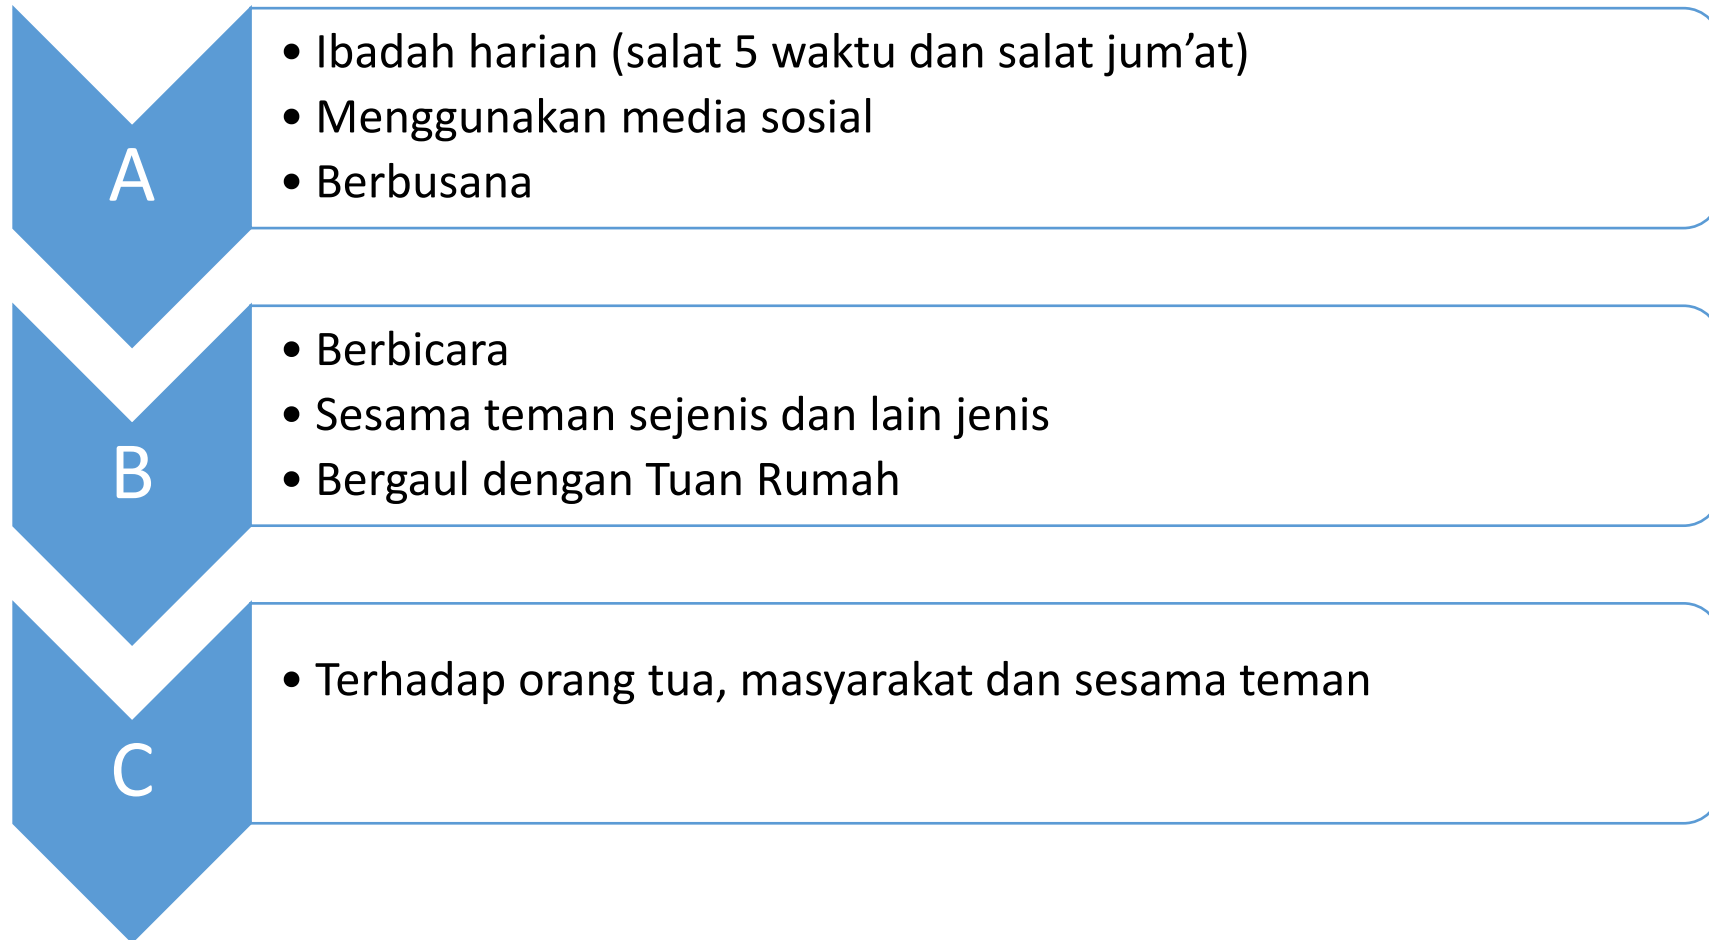 A
• Ibadah harian (salat 5 waktu dan salat jum’at)
• Menggunakan media sosial
• Berbusana
B
• Berbicara
• Sesama teman sejenis dan lain jenis
• Bergaul dengan Tuan Rumah
C
• Terhadap orang tua, masyarakat dan sesama teman